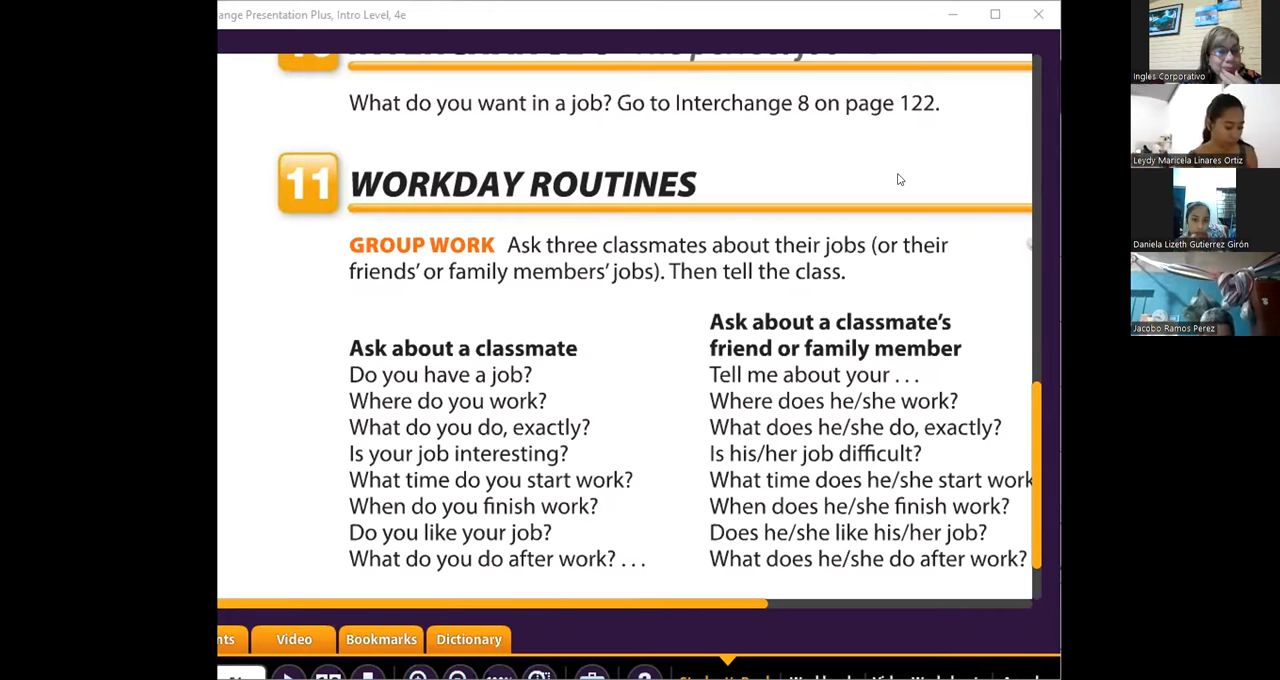 ange Presentation Plus, Intro Level, 4e
What do you want in a job? Go to Interchange 8 on page 122.
11 WORKDAY ROUTINES
GROUP WORK Ask three classmates about their jobs (or their
friends' or family members' jobs). Then tell the class.
Ask about a classmate
Do you have a job?
Where do you work?
What do you do, exactly?
Is your job interesting?
What time do you start work?
When do you finish work?
Do you like your job?
What do you do after work? . . .
Ask about a classmate's
friend or family member
Tell me about your . . .
Where does he/she work?
What does he/she do, exactly?
Is his/her job difficult?
What time does he/she start work
When does he/she finish work?
Does he/she like his/her job?
What does he/she do after work?
nts Video Bookmarks Dictionary
Ingles Corporativo
Leydy Maricela Linares Ortiz
Daniela Lizeth Gutierrez Girón
Jacobo Ramos Perez